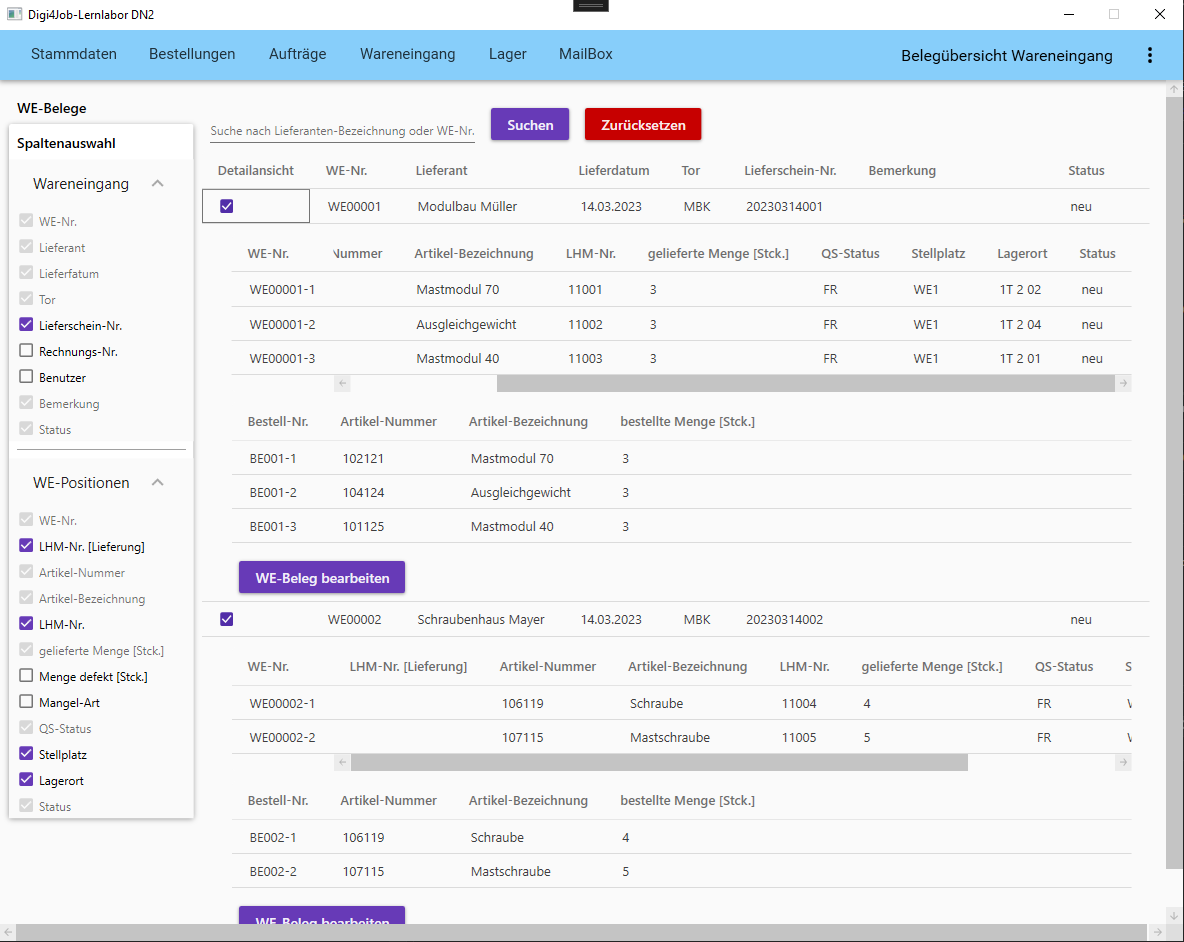 Digi4Job-Lernlabor DN2
Stammdaten Bestellungen Aufträge Wareneingang Lager MailBox Belegübersicht Wareneingang
WE-Belege
Spaltenauswahl
Wareneingang
WE-Nr.
Lieferant
Lieferfatum
Tor
Lieferschein-Nr.
Rechnungs-Nr.
Benutzer
Bemerkung
Status
WE-Positionen
WE-Nr.
LHM-Nr. [Lieferung]
Artikel-Nummer
Artikel-Bezeichnung
LHM-Nr.
gelieferte Menge [Stck.]
Menge defekt [Stck.]
Mangel-Art
QS-Status
Stellplatz
Lagerort
Status
Suche nach Lieferanten-Bezeichnung oder WE-Nr. Suchen Zurücksetzen
Detailansicht WE-Nr. Lieferant Lieferdatum Tor Lieferschein-Nr. Bemerkung Status
WE00001 Modulbau Müller 14.03.2023 MBK 20230314001 neu
WE-Nr. Nummer Artikel-Bezeichnung LHM-Nr. gelieferte Menge [Stck.] QS-Status Stellplatz Lagerort Status
WE00001-1 Mastmodul 70 11001 3 FR WE1 1T 2 02 neu
WE00001-2 Ausgleichgewicht 11002 3 FR WE1 1T 2 04 neu
WE00001-3 Mastmodul 40 11003 3 FR WE1 1T 2 01 neu
Bestell-Nr. Artikel-Nummer Artikel-Bezeichnung bestellte Menge [Stck.]
BE001-1 102121 Mastmodul 70 3
BE001-2 104124 Ausgleichgewicht 3
BE001-3 101125 Mastmodul 40 3
WE-Beleg bearbeiten
WE00002 Schraubenhaus Mayer 14.03.2023 MBK 20230314002 neu
WE-Nr. LHM-Nr. [Lieferung] Artikel-Nummer Artikel-Bezeichnung LHM-Nr. gelieferte Menge [Stck.] QS-Status S
WE00002-1 106119 Schraube 11004 4 FR
WE00002-2 107115 Mastschraube 11005 5 FR
Bestell-Nr. Artikel-Nummer Artikel-Bezeichnung bestellte Menge [Stck.]
BE002-1 106119 Schraube 4
BE002-2 107115 Mastschraube 5
WE-Beleg bearbeiten